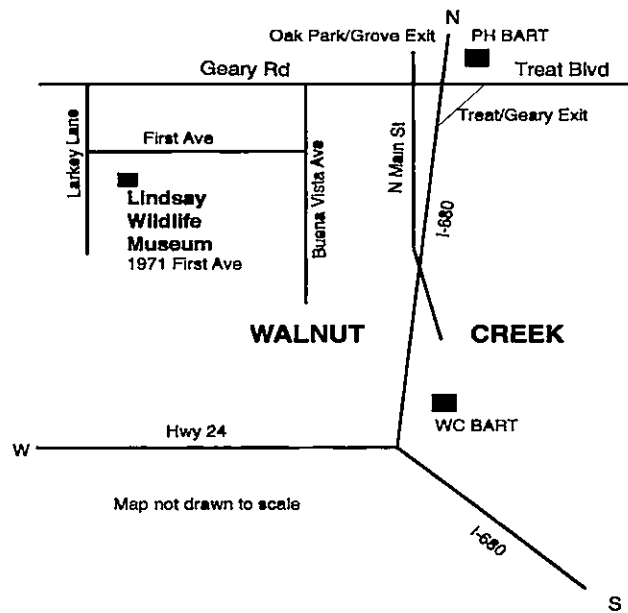 Oak Park/Grove Exit
N
PH BART
Geary Rd
Treat Blvd
Treat/Geary Exit
First Ave
Larkey Lane
Buena Vista Ave
N Main St
I-680
Lindsay
Wildlife
Museum
1971 First Ave
WALNUT CREEK
WC BART
Hwy 24
W
Map not drawn to scale
I-680
S